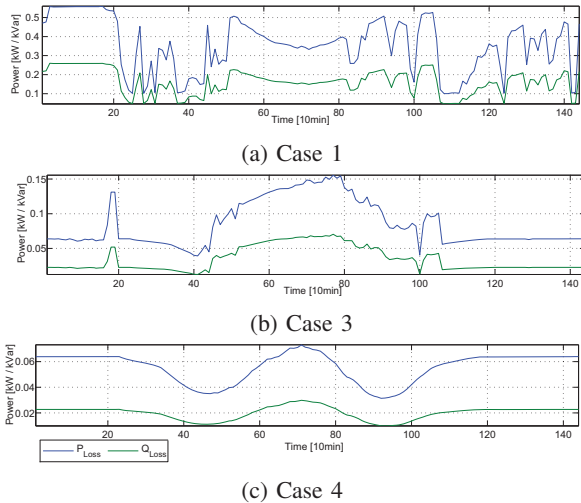 0.5
0.4
0.3
0.2
0.1
Power [kW / kVar]
20 40 60 80 100 120 140
Time [10min]
(a) Case 1
0.15
0.1
0.05
Power [kW / kVar]
20 40 60 80 100 120 140
Time [10min]
(b) Case 3
0.06
0.04
0.02
Power [kW / kVar]
20 40 60 80 100 120 140
Time [10min]
P_Loss Q_Loss
(c) Case 4